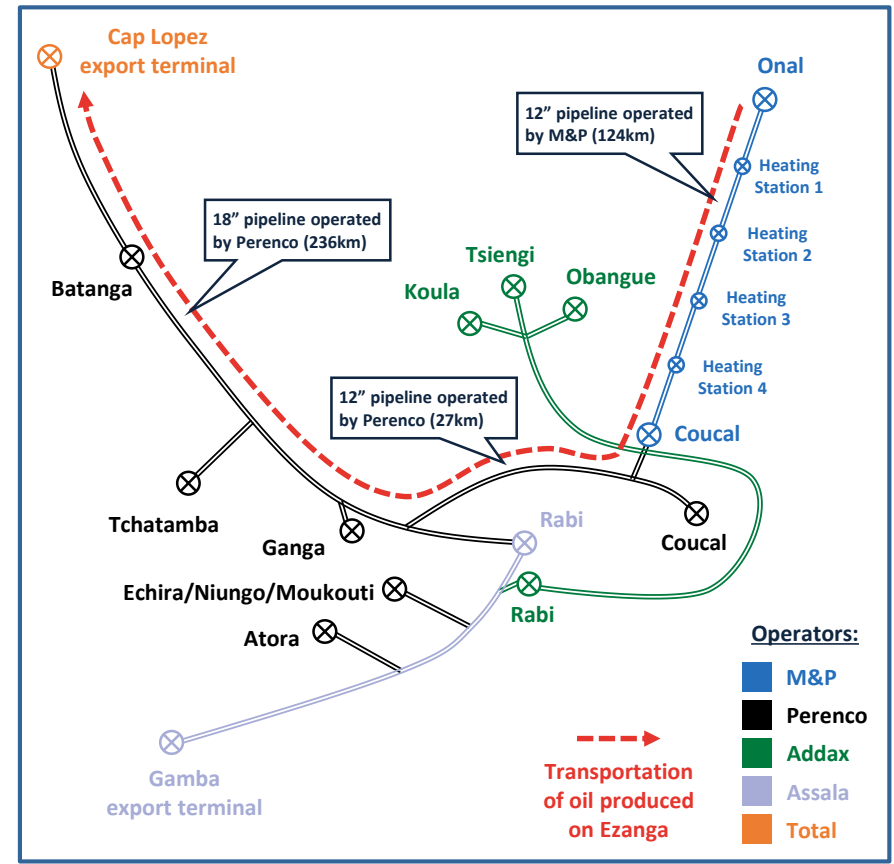 Cap Lopez
export terminal
Onal
12” pipeline operated
by M&P (124km)
Heating
Station 1
18” pipeline operated
by Perenco (236km)
Heating
Station 2
Tsiengi
Obangue
Koula
Batanga
Heating
Station 3
Heating
Station 4
12” pipeline operated
by Perenco (27km)
Coucal
Tchatamba
Ganga
Rabi
Coucal
Echira/Niungo/Moukouti
Rabi
Atora
Gamba
export terminal
Transportation
of oil produced
on Ezanga
Operators:
M&P
Perenco
Addax
Assala
Total